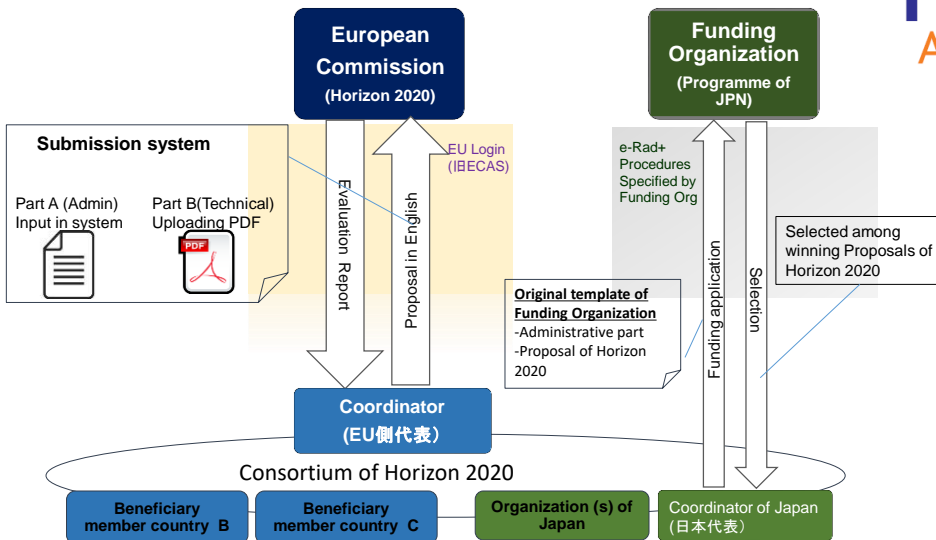 European
Commission
(Horizon 2020)
Funding
Organization
(Programme of
JPN)
A
Submission system
Part A (Admin)
Input in system
Part B(Technical)
Uploading PDF
PDF
EU Login
(旧ECAS)
Evaluation Report
Proposal in English
e-Rad+
Procedures
Specified by
Funding Org
Selected among
winning Proposals of
Horizon 2020
Original template of
Funding Organization
-Administrative part
-Proposal of Horizon
2020
Funding application
Selection
Coordinator
(EU側代表）
Consortium of Horizon 2020
Beneficiary
member country B
Beneficiary
member country C
Organization (s) of
Japan
Coordinator of Japan
(日本代表）